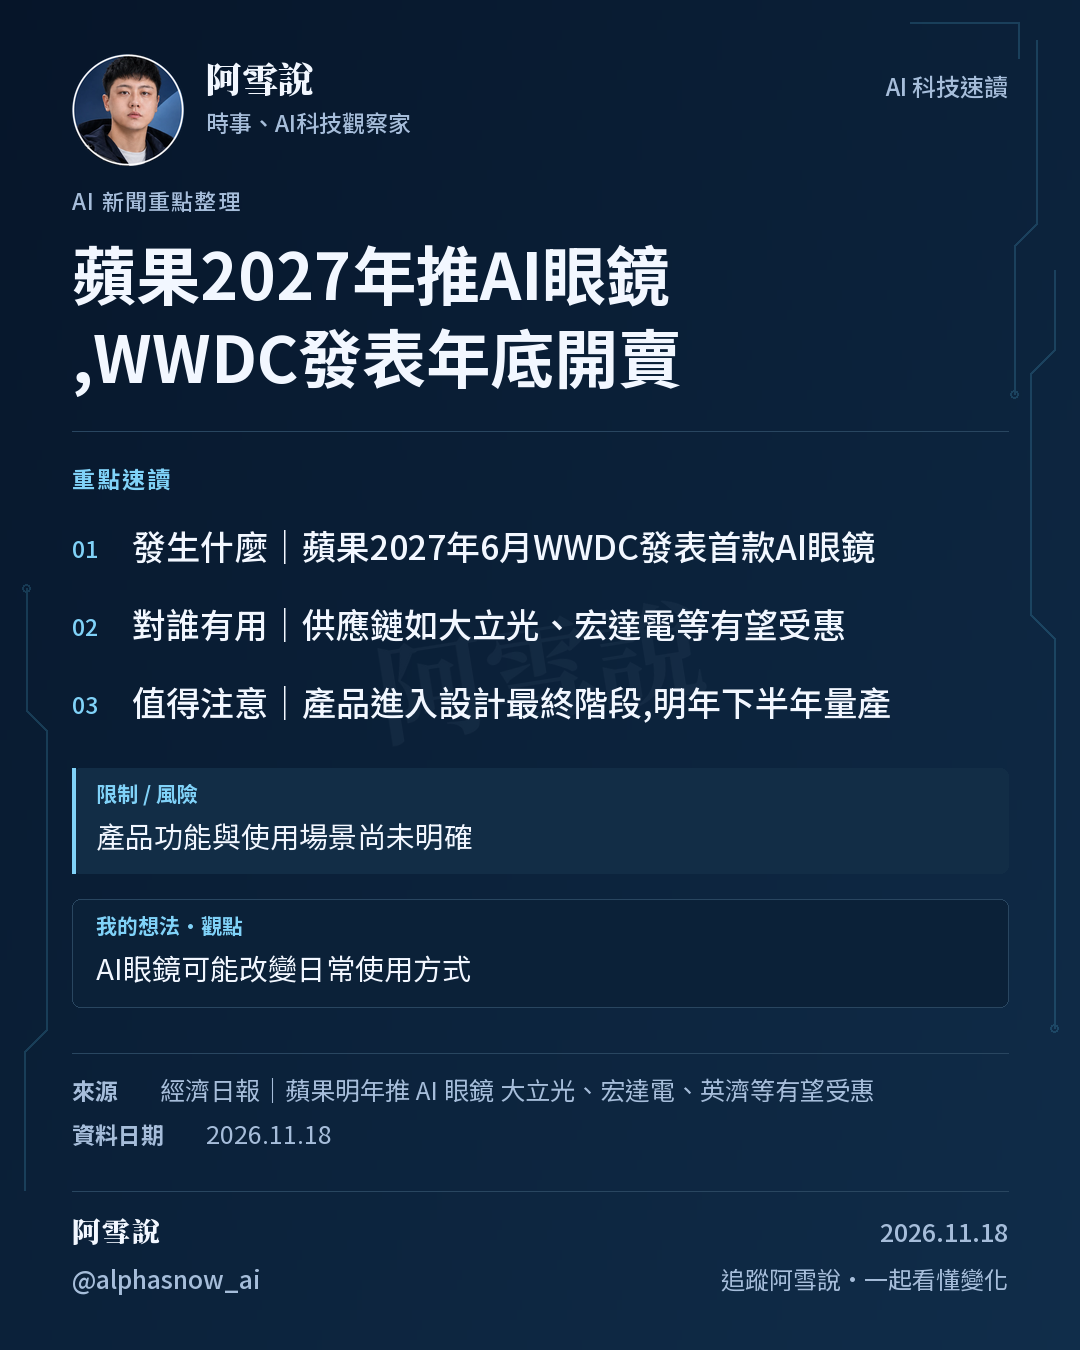 阿雪說
時事、AI科技觀察家
AI 科技速讀
AI 新聞重點整理
蘋果2027年推AI眼鏡
,WWDC發表年底開賣
重點速讀
01 發生什麼｜蘋果2027年6月WWDC發表首款AI眼鏡
02 對誰有用｜供應鏈如大立光、宏達電等有望受惠
03 值得注意｜產品進入設計最終階段,明年下半年量產
阿雪說
限制 / 風險
產品功能與使用場景尚未明確
我的想法・觀點
AI眼鏡可能改變日常使用方式
來源 經濟日報｜蘋果明年推 AI 眼鏡 大立光、宏達電、英濟等有望受惠
資料日期 2026.11.18
阿雪說
2026.11.18
@alphasnow_ai
追蹤阿雪說・一起看懂變化